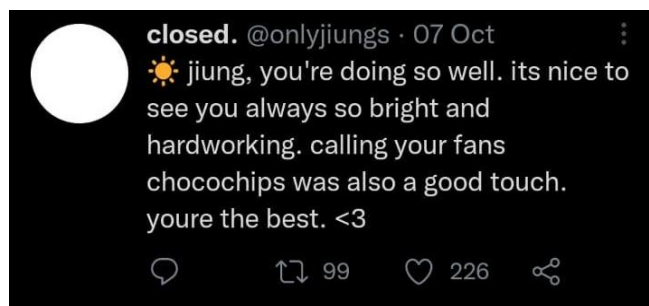 closed. @onlyjiungs · 07 Oct
☀️ jiung, you're doing so well. its nice to
see you always so bright and
hardworking. calling your fans
chocochips was also a good touch.
youre the best. <3
99 226